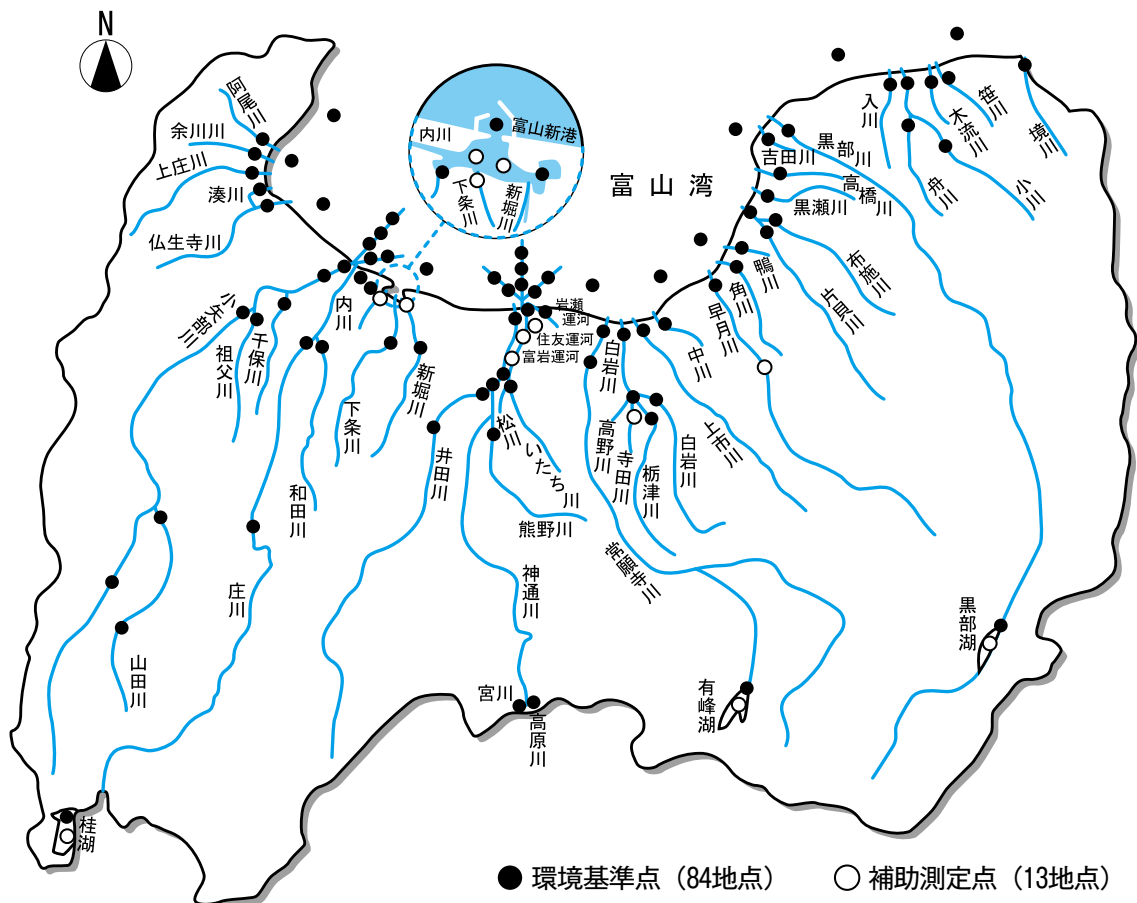 N
阿尾川
余川川
上庄川
湊川
仏生寺川
内川
富山新港
下条川
新堀川
富山湾
入川
木流川
笹川
境川
舟川
小川
黒部川
吉田川
高橋川
黒瀬川
布施川
片貝川
鴨川
角川
早月川
中川
上市川
白岩川
岩瀬運河
住友運河
富岩運河
小矢部川
祖父川
千保川
内川
下条川
新堀川
和田川
庄川
山田川
井田川
松川
いたち川
熊野川
神通川
高野川
寺田川
栃津川
白岩川
常願寺川
宮川
高原川
有峰湖
黒部湖
桂湖
環境基準点（84地点）
補助測定点（13地点）